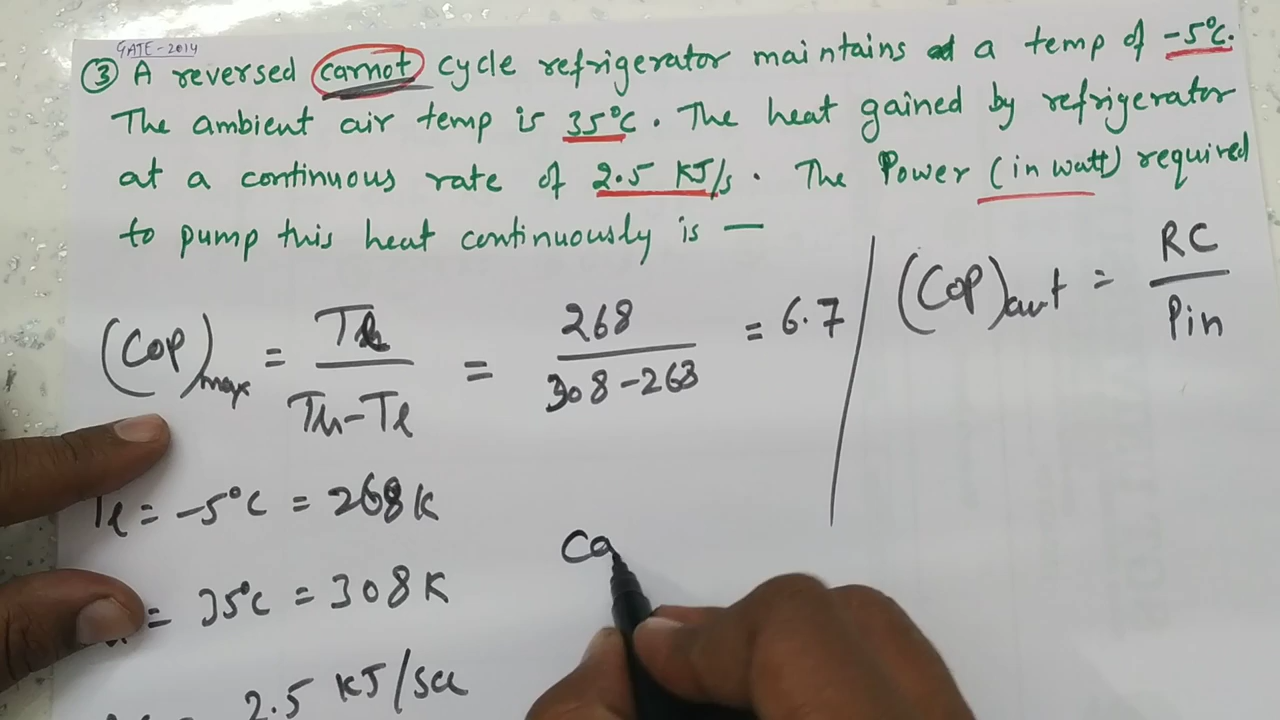 GATE-2014
③ A reversed carnot cycle refrigerator maintains a temp of -5°C.
The ambient air temp is 35°C. The heat gained by refrigerator
at a continuous rate of 2.5 KJ/s. The Power (in watt) required
to pump this heat continuously is —
(COP)max = Tl / Th-Tl = 268 / 308-268 = 6.7
(COP)act = RC / Pin
Tl = -5°C = 268K
= 35°C = 308K
2.5 KJ/sec
Ca